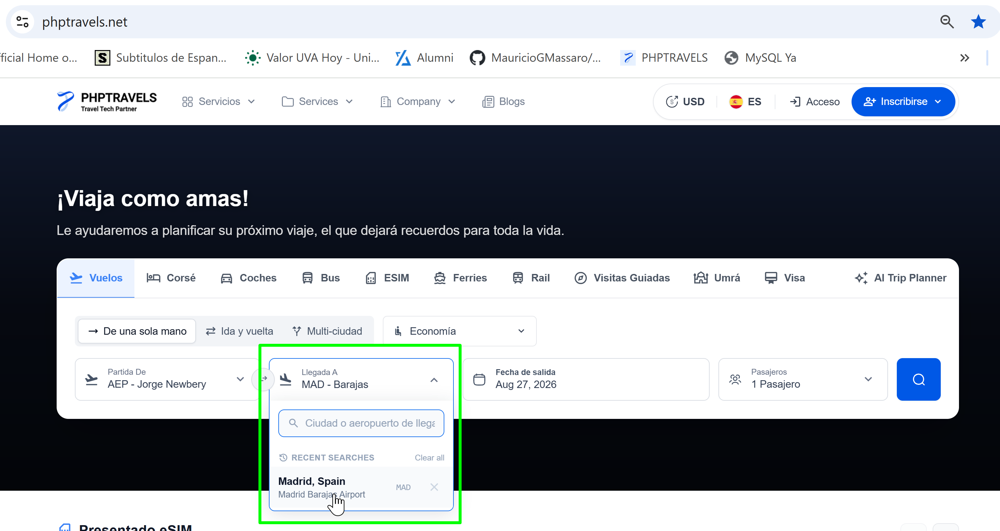 phptravels.net
fficial Home o...
Subtitulos de Espan...
Valor UVA Hoy - Uni...
Alumni
MauricioGMassaro/...
PHPTRAVELS
MySQL Ya
PHPTRAVELS
Travel Tech Partner
Servicios
Services
Company
Blogs
USD
ES
Acceso
Inscribirse
¡Viaja como amas!
Le ayudaremos a planificar su próximo viaje, el que dejará recuerdos para toda la vida.
Vuelos
Corsé
Coches
Bus
ESIM
Ferries
Rail
Visitas Guiadas
Umrá
Visa
AI Trip Planner
De una sola mano
Ida y vuelta
Multi-ciudad
Economía
Partida De
AEP - Jorge Newbery
Llegada A
MAD - Barajas
Fecha de salida
Aug 27, 2026
Pasajeros
1 Pasajero
Ciudad o aeropuerto de llega
RECENT SEARCHES
Clear all
Madrid, Spain
Madrid Barajas Airport
MAD
Presentado eSIM